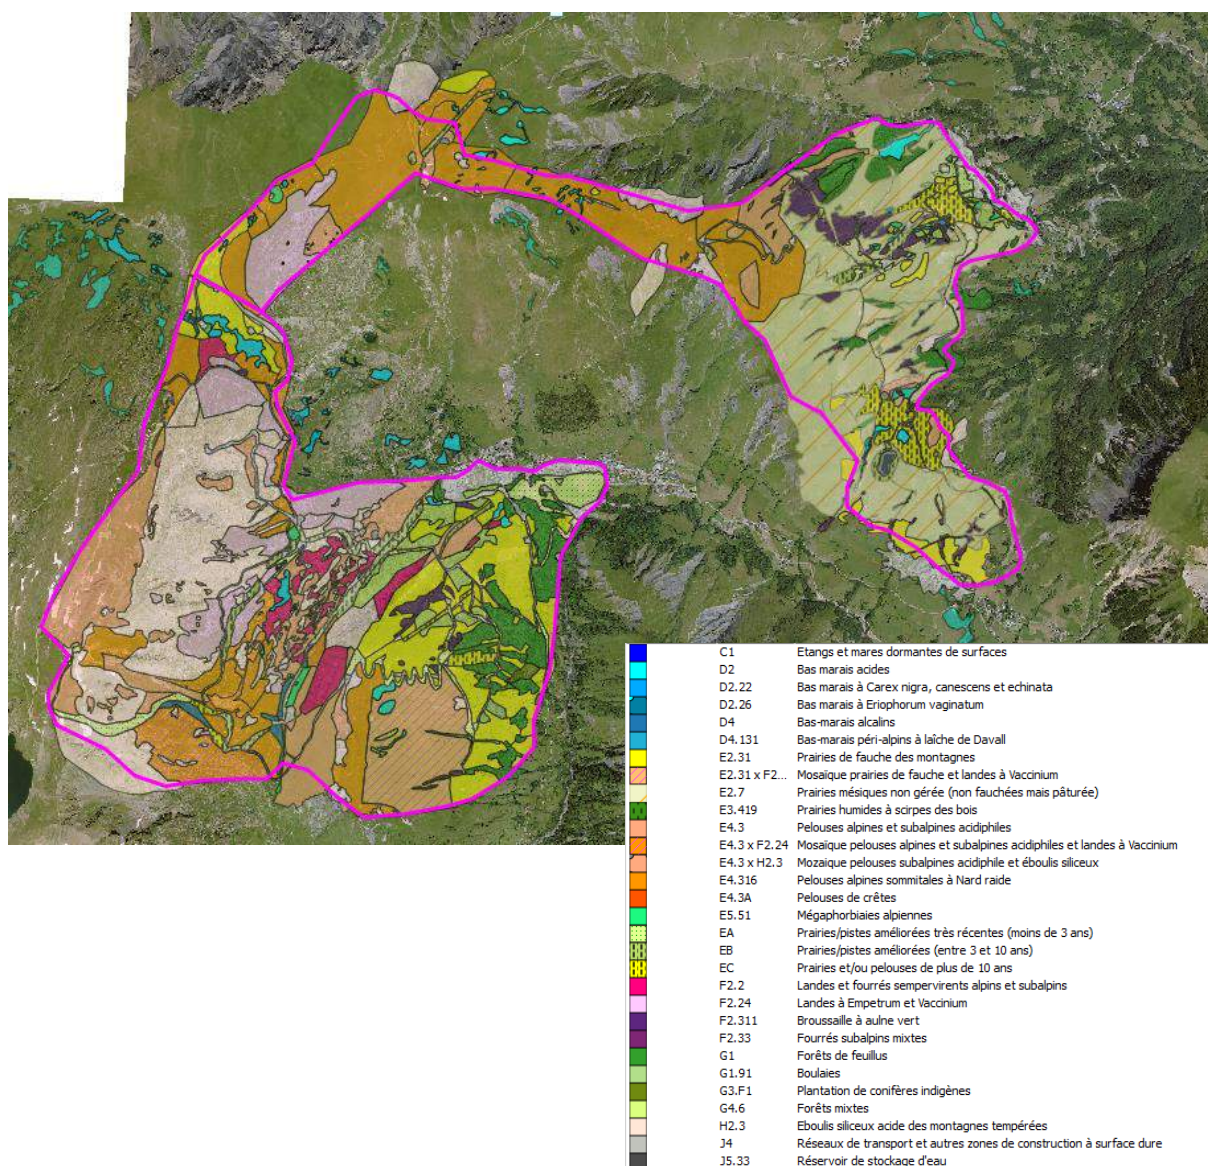 C1 Etangs et mares dormantes de surfaces
D2 Bas marais acides
D2.22 Bas marais à Carex nigra, canescens et echinata
D2.26 Bas marais à Eriophorum vaginatum
D4 Bas-marais alcalins
D4.131 Bas-marais péri-alpins à laîche de Davall
E2.31 Prairies de fauche des montagnes
E2.31 x F2... Mosaïque prairies de fauche et landes à Vaccinium
E2.7 Prairies mésiques non gérée (non fauchées mais pâturée)
E3.419 Prairies humides à scirpes des bois
E4.3 Pelouses alpines et subalpines acidiphiles
E4.3 x F2.24 Mosaïque pelouses alpines et subalpines acidiphiles et landes à Vaccinium
E4.3 x H2.3 Mozaique pelouses subalpines acidiphile et éboulis siliceux
E4.316 Pelouses alpines sommitales à Nard raide
E4.3A Pelouses de crêtes
E5.51 Mégaphorbiaies alpiennes
EA Prairies/pistes améliorées très récentes (moins de 3 ans)
EB Prairies/pistes améliorées (entre 3 et 10 ans)
EC Prairies et/ou pelouses de plus de 10 ans
F2.2 Landes et fourrés sempervirents alpins et subalpins
F2.24 Landes à Empetrum et Vaccinium
F2.311 Broussaille à aulne vert
F2.33 Fourrés subalpins mixtes
G1 Forêts de feuillus
G1.91 Boulaies
G3.F1 Plantation de conifères indigènes
G4.6 Forêts mixtes
H2.3 Eboulis siliceux acide des montagnes tempérées
J4 Réseaux de transport et autres zones de construction à surface dure
J5.33 Réservoir de stockage d'eau